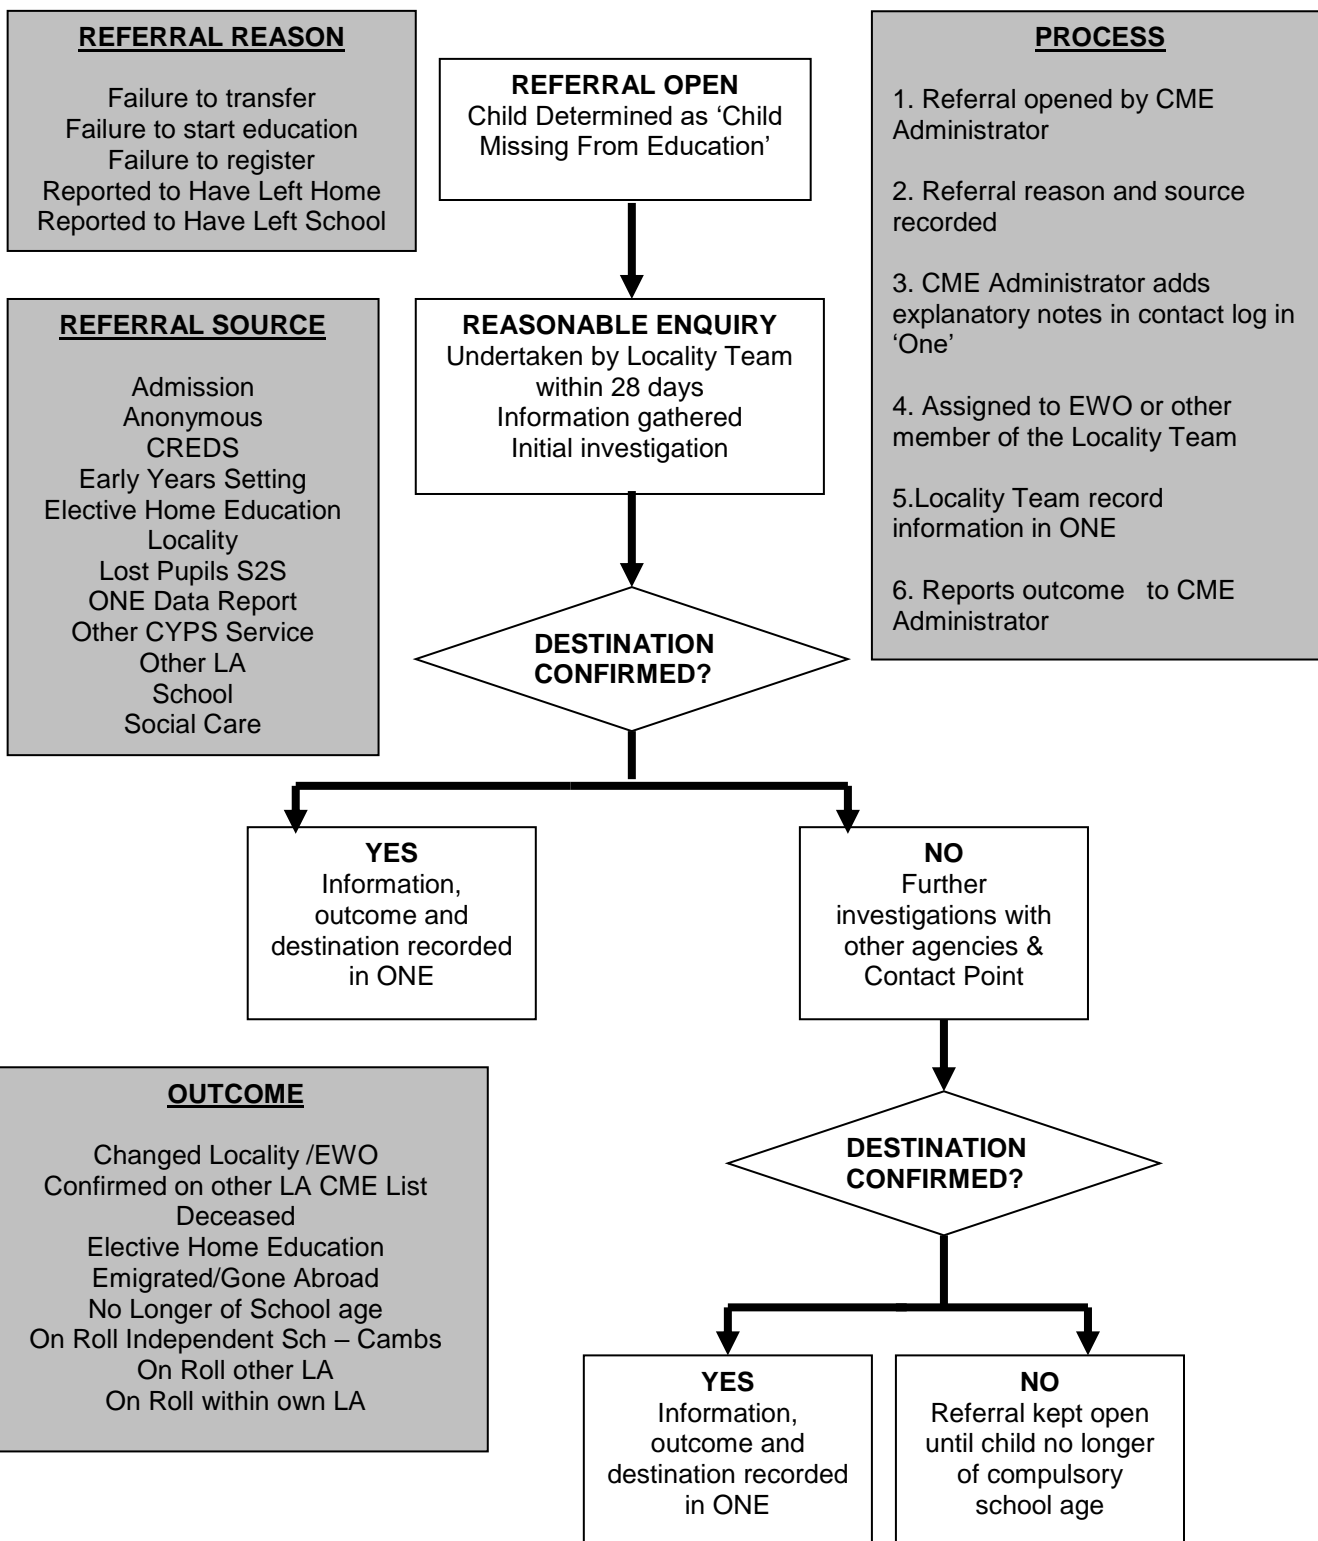 REFERRAL REASON
Failure to transfer
Failure to start education
Failure to register
Reported to Have Left Home
Reported to Have Left School
REFERRAL OPEN
Child Determined as ‘Child
Missing From Education’
PROCESS
1. Referral opened by CME
Administrator
2. Referral reason and source
recorded
3. CME Administrator adds
explanatory notes in contact log in
‘One’
4. Assigned to EWO or other
member of the Locality Team
5.Locality Team record
information in ONE
6. Reports outcome to CME
Administrator
REFERRAL SOURCE
Admission
Anonymous
CREDS
Early Years Setting
Elective Home Education
Locality
Lost Pupils S2S
ONE Data Report
Other CYPS Service
Other LA
School
Social Care
REASONABLE ENQUIRY
Undertaken by Locality Team
within 28 days
Information gathered
Initial investigation
DESTINATION
CONFIRMED?
YES
Information,
outcome and
destination recorded
in ONE
NO
Further
investigations with
other agencies &
Contact Point
OUTCOME
Changed Locality /EWO
Confirmed on other LA CME List
Deceased
Elective Home Education
Emigrated/Gone Abroad
No Longer of School age
On Roll Independent Sch – Cambs
On Roll other LA
On Roll within own LA
DESTINATION
CONFIRMED?
YES
Information,
outcome and
destination recorded
in ONE
NO
Referral kept open
until child no longer
of compulsory
school age